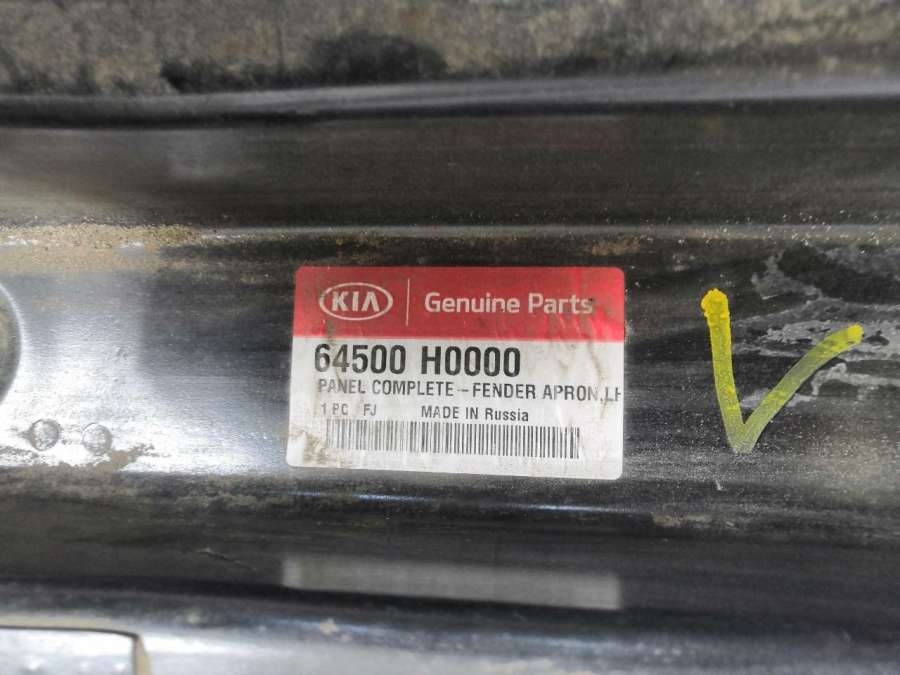 KIA Genuine Parts
64500 H0000
PANEL COMPLETE-FENDER APRON,LH
1 PC FJ MADE IN Russia
V